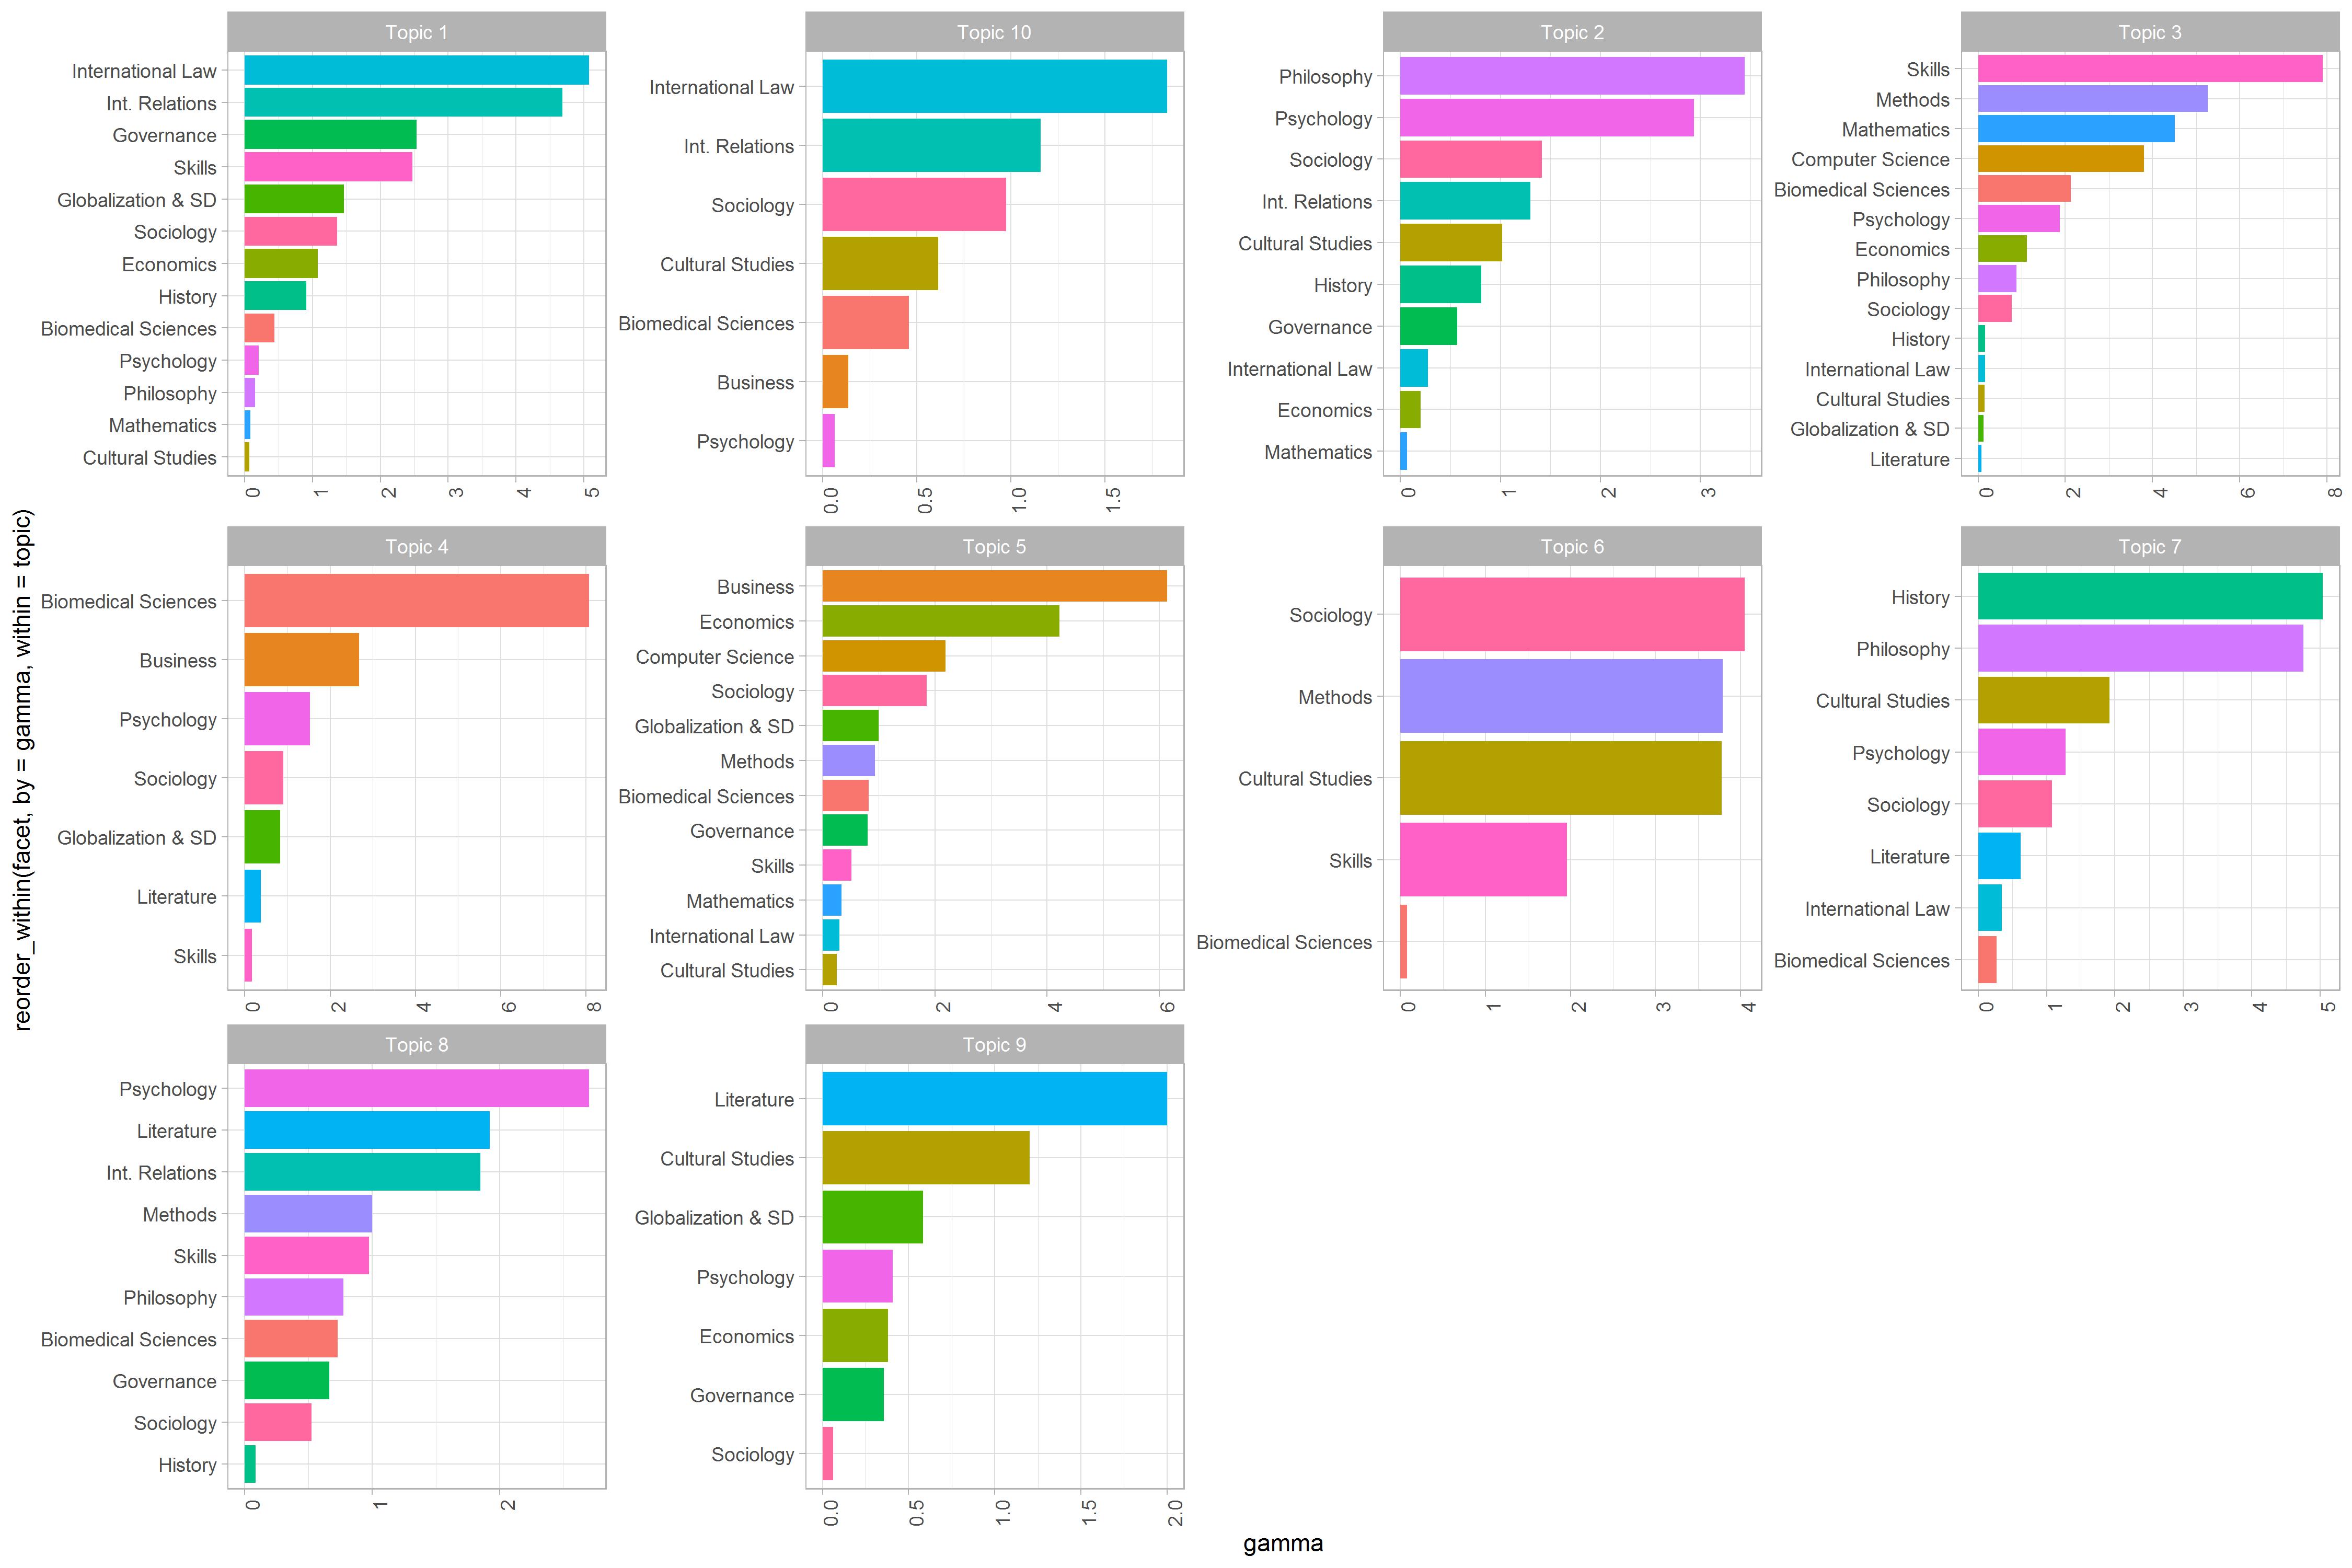 Topic 1
International Law
Int. Relations
Governance
Skills
Globalization & SD
Sociology
Economics
History
Biomedical Sciences
Psychology
Philosophy
Mathematics
Cultural Studies
0 1 2 3 4 5
Topic 10
International Law
Int. Relations
Sociology
Cultural Studies
Biomedical Sciences
Business
Psychology
0.0 0.5 1.0 1.5
Topic 2
Philosophy
Psychology
Sociology
Int. Relations
Cultural Studies
History
Governance
International Law
Economics
Mathematics
0 1 2 3
Topic 3
Skills
Methods
Mathematics
Computer Science
Biomedical Sciences
Psychology
Economics
Philosophy
Sociology
History
International Law
Cultural Studies
Globalization & SD
Literature
0 2 4 6 8
reorder_within(facet, by = gamma, within = topic)
Topic 4
Biomedical Sciences
Business
Psychology
Sociology
Globalization & SD
Literature
Skills
0 2 4 6 8
Topic 5
Business
Economics
Computer Science
Sociology
Globalization & SD
Methods
Biomedical Sciences
Governance
Skills
Mathematics
International Law
Cultural Studies
0 2 4 6
Topic 6
Sociology
Methods
Cultural Studies
Skills
Biomedical Sciences
0 1 2 3 4
Topic 7
History
Philosophy
Cultural Studies
Psychology
Sociology
Literature
International Law
Biomedical Sciences
0 1 2 3 4 5
Topic 8
Psychology
Literature
Int. Relations
Methods
Skills
Philosophy
Biomedical Sciences
Governance
Sociology
History
0 1 2
Topic 9
Literature
Cultural Studies
Globalization & SD
Psychology
Economics
Governance
Sociology
0.0 0.5 1.0 1.5 2.0
gamma